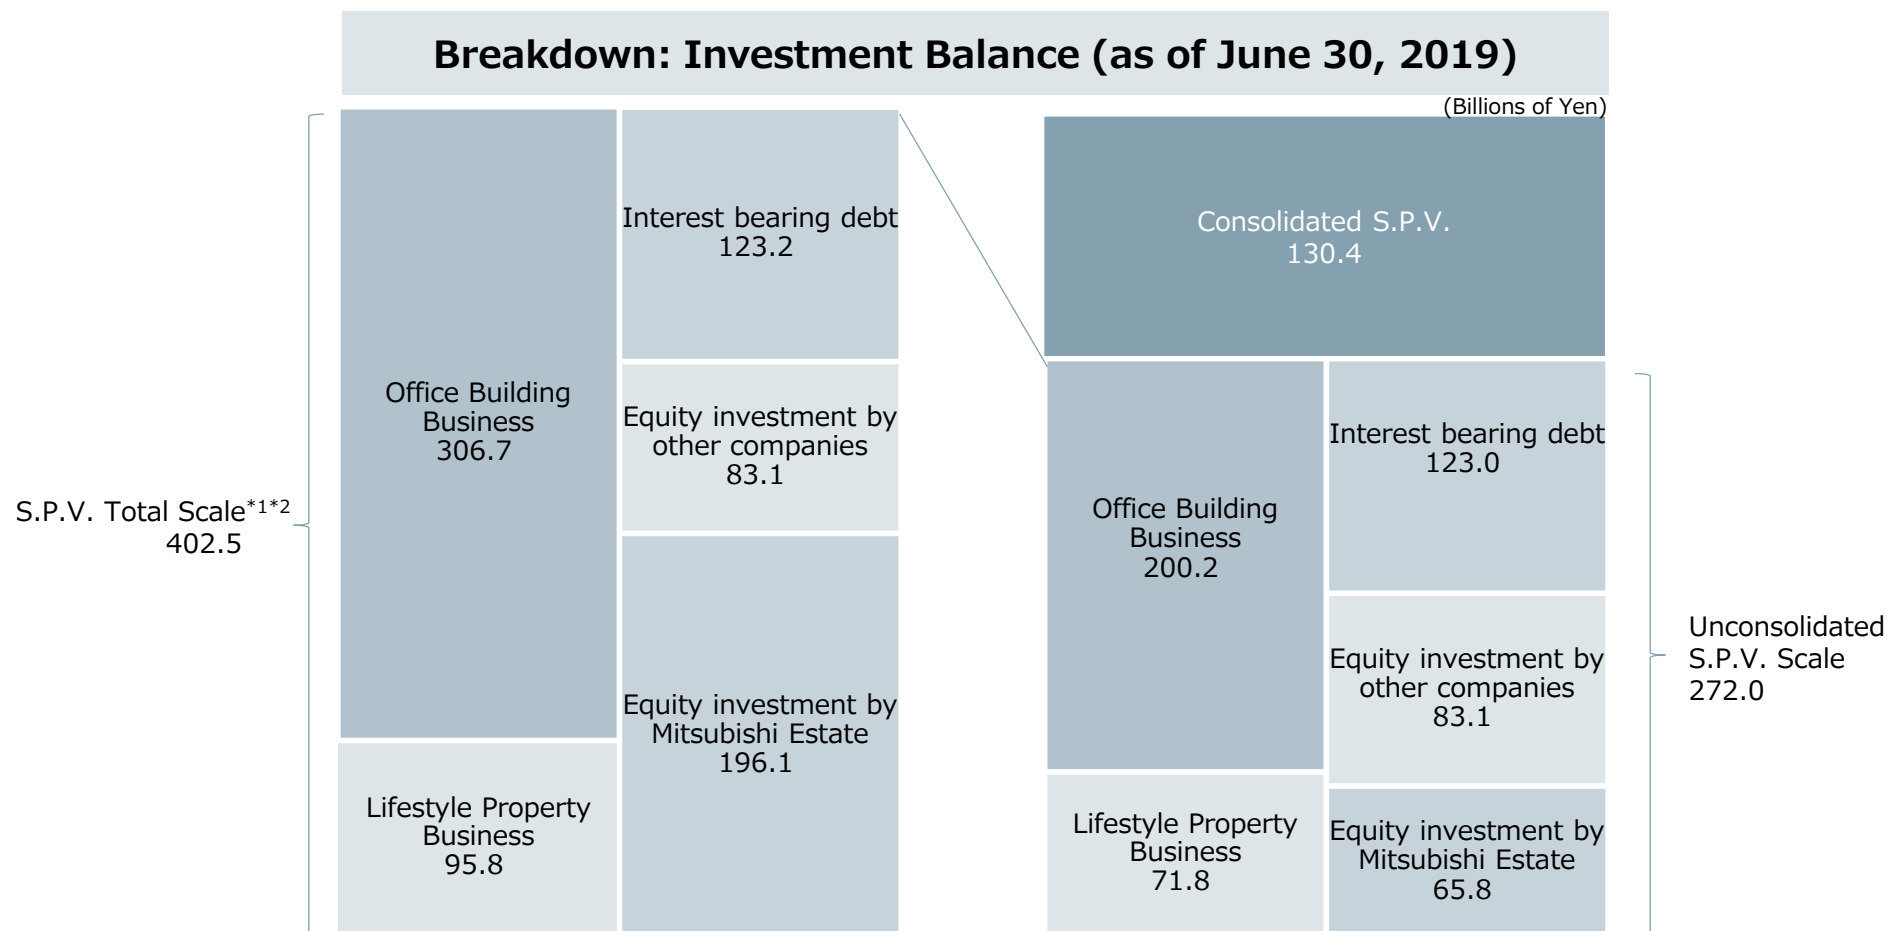 Breakdown: Investment Balance (as of June 30, 2019)
(Billions of Yen)
S.P.V. Total Scale*1*2
402.5
Office Building
Business
306.7
Lifestyle Property
Business
95.8
Interest bearing debt
123.2
Equity investment by
other companies
83.1
Equity investment by
Mitsubishi Estate
196.1
Consolidated S.P.V.
130.4
Office Building
Business
200.2
Lifestyle Property
Business
71.8
Interest bearing debt
123.0
Equity investment by
other companies
83.1
Equity investment by
Mitsubishi Estate
65.8
Unconsolidated
S.P.V. Scale
272.0